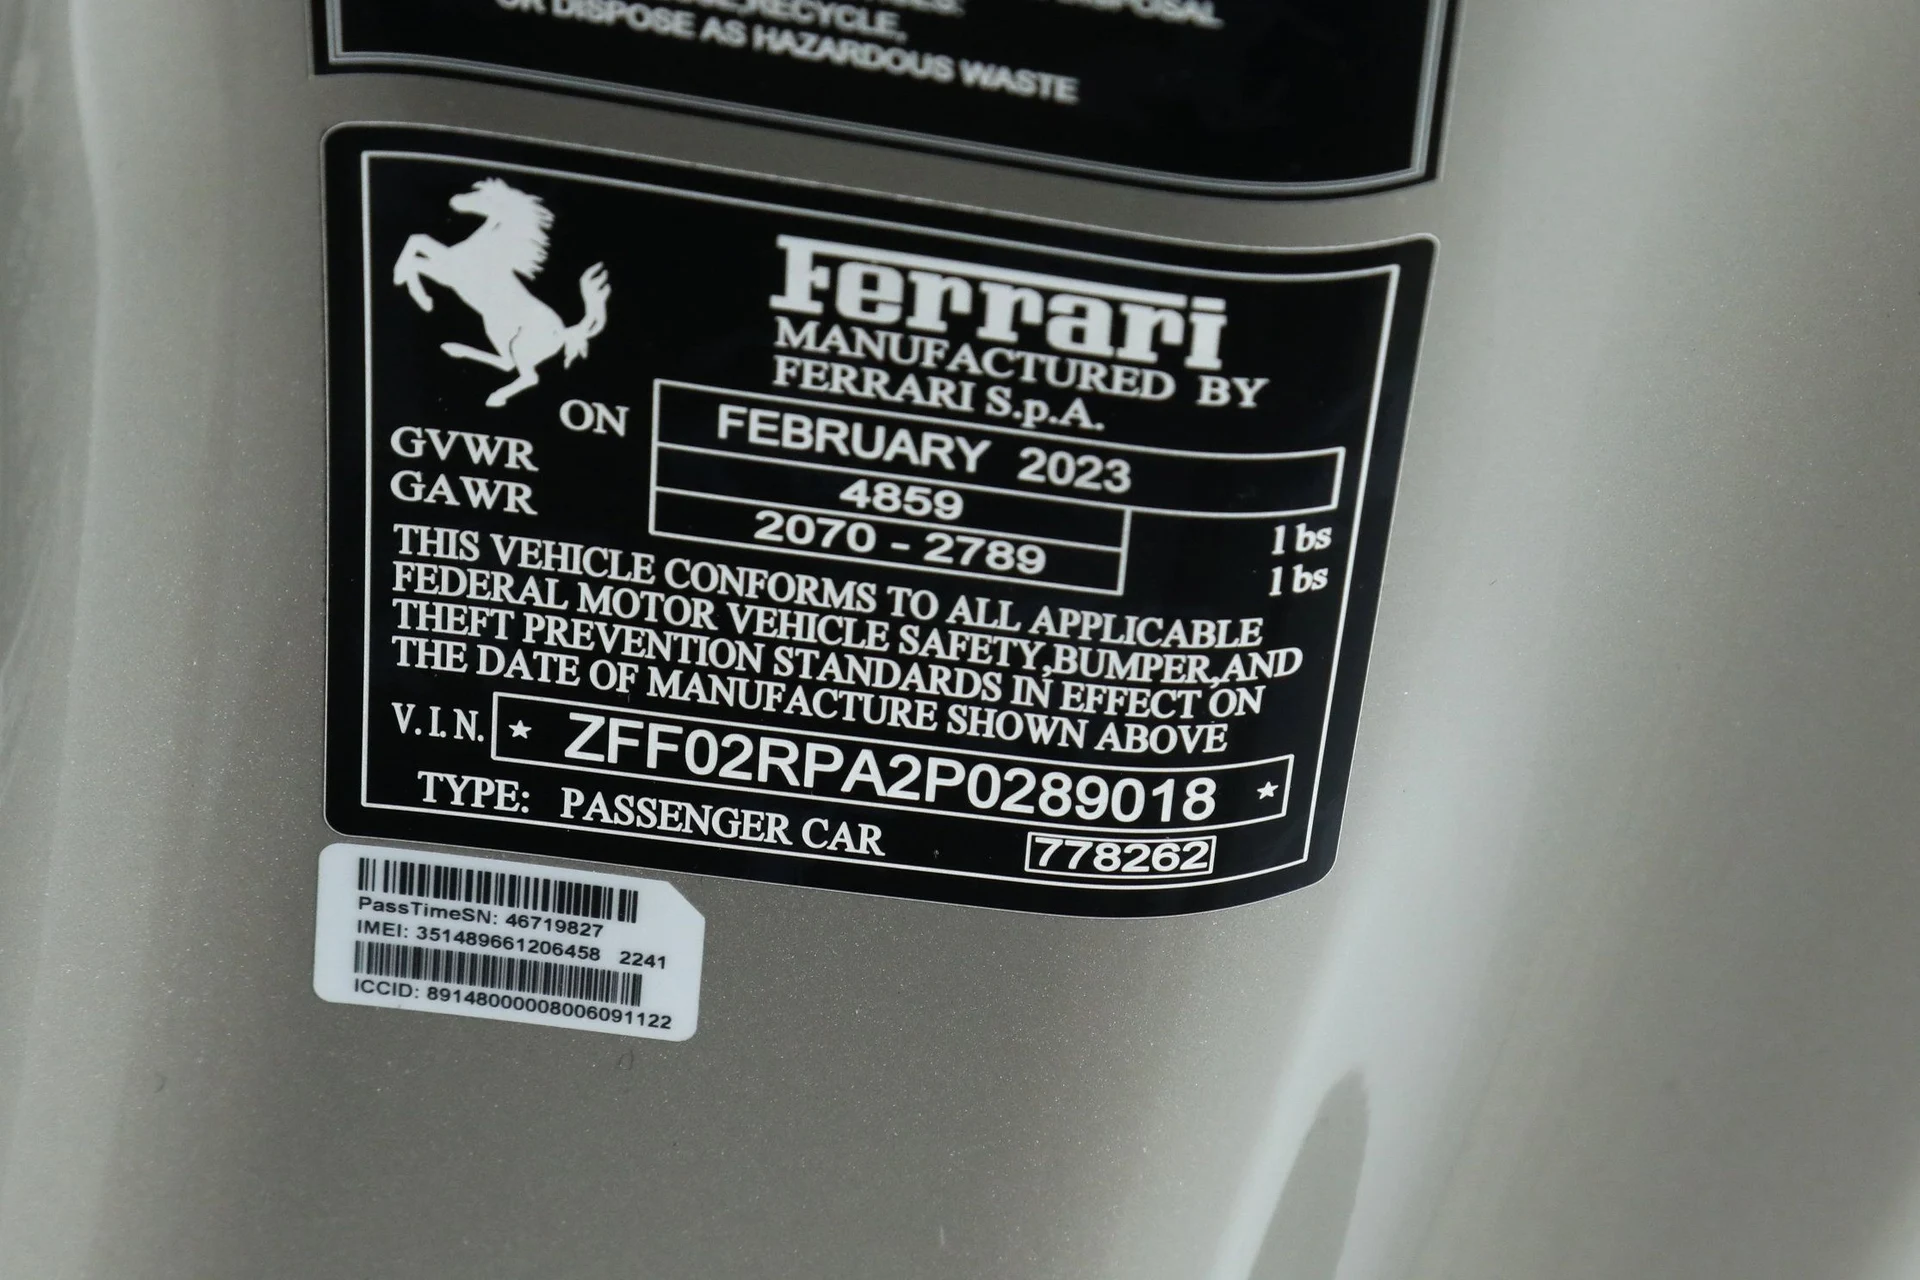 DISPOSAL
RECYCLE,
OR DISPOSE AS HAZARDOUS WASTE
Ferrari
MANUFACTURED BY
FERRARI S.p.A.
ON FEBRUARY 2023
GVWR 4859 lbs
GAWR 2070 - 2789 lbs
THIS VEHICLE CONFORMS TO ALL APPLICABLE
FEDERAL MOTOR VEHICLE SAFETY,BUMPER,AND
THEFT PREVENTION STANDARDS IN EFFECT ON
THE DATE OF MANUFACTURE SHOWN ABOVE
V.I.N. * ZFF02RPA2P0289018 *
TYPE: PASSENGER CAR 778262
PassTimeSN: 46719827
IMEI: 351489661206458 2241
ICCID: 89148000008006091122